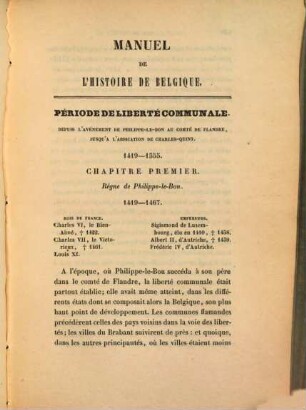 MANUEL
DE
L'HISTOIRE DE BELGIQUE.
PÉRIODE DE LIBERTÉ COMMUNALE.
DEPUIS L'AVÉNEMENT DE PHILIPPE-LE-BON AU COMTÉ DE FLANDRE,
JUSQU'A L'ABDICATION DE CHARLES-QUINT.
1419—1555.
CHAPITRE PREMIER.
Règne de Philippe-le-Bon.
1419—1467.
ROIS DE FRANCE.
Charles VI, le Bien-
Aimé, † 1422.
Charles VII, le Victo-
rieux, † 1461.
Louis XI.
EMPEREURS.
Sigismond de Luxem-
bourg, élu en 1410, † 1438.
Albert II, d'Autriche, † 1439.
Frédéric IV, d'Autriche.
A l'époque, où Philippe-le-Bon succéda à son père
dans le comté de Flandre, la liberté communale était
partout établie; elle avait même atteint, dans les diffé-
rents états dont se composait alors la Belgique, son plus
haut point de développement. Les communes flamandes
précédèrent celles des pays voisins dans la voie des liber-
tés; les villes du Brabant suivirent de près; et quoique,
dans les autres principautés, où les villes étaient moins